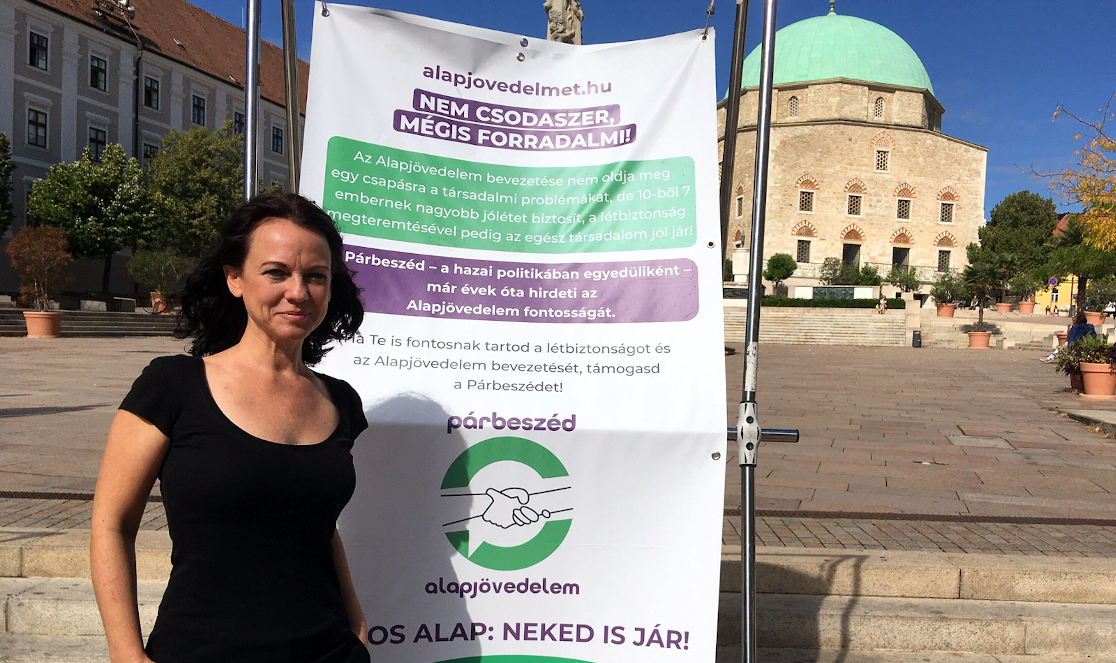 alapjovedelmet.hu
NEM CSODASZER,
MÉGIS FORRADALMI!
Az Alapjövedelem bevezetése nem oldja meg
egy csapásra a társadalmi problémákat, de 10-ből 7
embernek nagyobb jólétet biztosít, a létbiztonság
megteremtésével pedig az egész társadalom jól jár!
Párbeszéd – a hazai politikában egyedüliként –
már évek óta hirdeti az
Alapjövedelem fontosságát.
Te is fontosnak tartod a létbiztonságot és
az Alapjövedelem bevezetését, támogasd
a Párbeszédet!
párbeszéd
alapjövedelem
OS ALAP: NEKED IS JÁR!